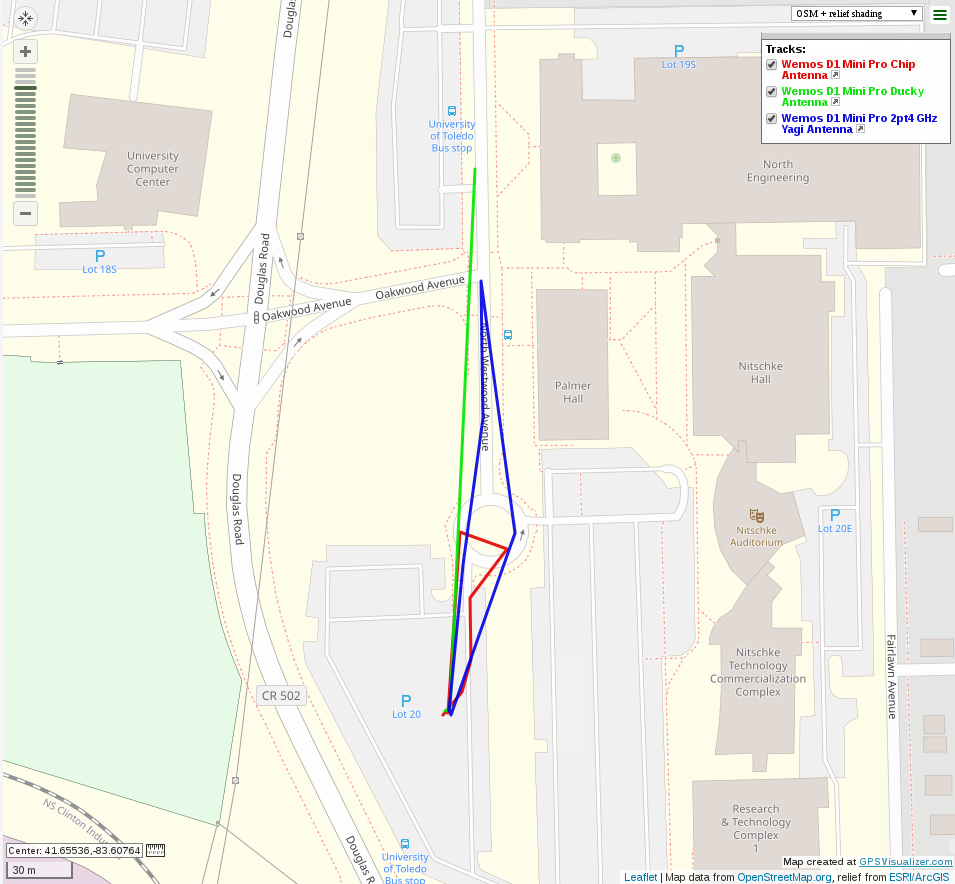 OSM + relief shading
Tracks:
Wemos D1 Mini Pro Chip
Antenna
Wemos D1 Mini Pro Ducky
Antenna
Wemos D1 Mini Pro 2pt4 GHz
Yagi Antenna
Douglas
P
Lot 19S
University
of Toledo
Bus stop
University
Computer
Center
North
Engineering
P
Lot 18S
Douglas Road
Oakwood Avenue
Oakwood Avenue
North Westwood Avenue
Palmer
Hall
Nitschke
Hall
Douglas Road
Nitschke
Auditorium
P
Lot 20E
Nitschke
Technology
Commercialization
Complex
Fairlawn Avenue
CR 502
P
Lot 20
NS Clinton Indu
Research
& Technology
Complex
1
Douglas R
University
of Toledo
Bus stop
Center: 41.65536,-83.60764
30 m
Map created at GPSVisualizer.com
Leaflet | Map data from OpenStreetMap.org, relief from ESRI/ArcGIS